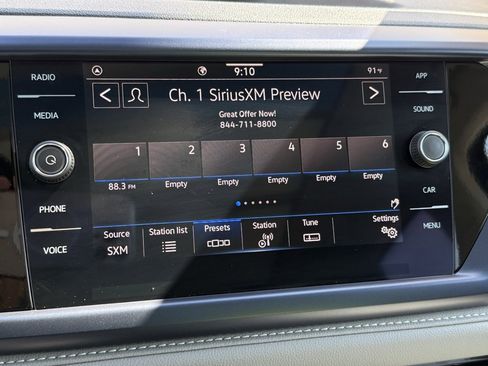 RADIO
MEDIA
PHONE
VOICE
9:10
91°F
Ch. 1 SiriusXM Preview
Great Offer Now!
844-711-8800
1 2 3 4 5 6
88.3 FM Empty Empty Empty Empty Empty
Source Station list Presets Station Tune Settings
SXM
APP
SOUND
CAR
MENU